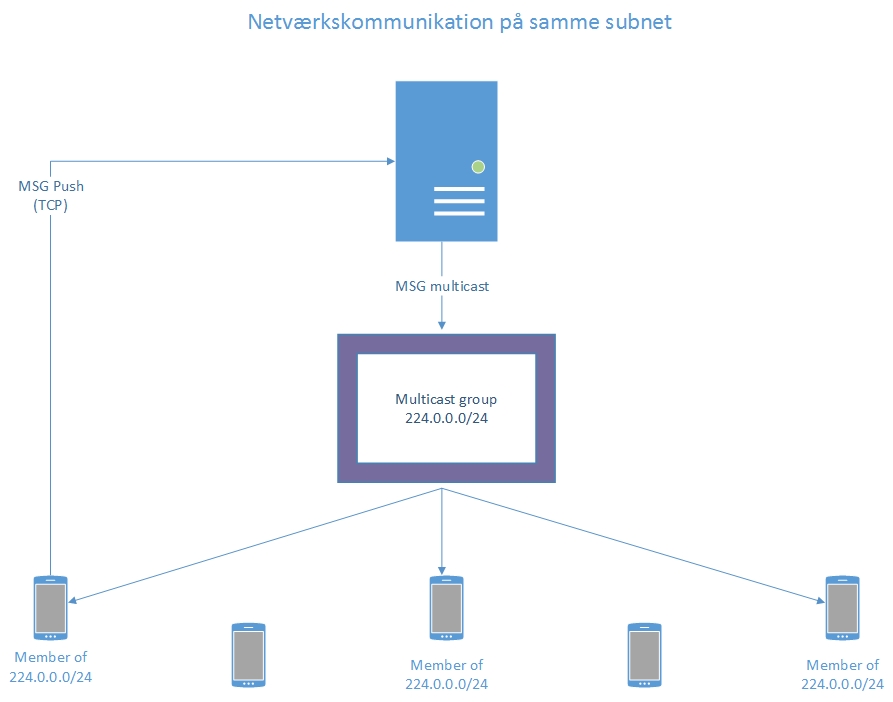 Netværkskommunikation på samme subnet
MSG Push
(TCP)
MSG multicast
Multicast group
224.0.0.0/24
Member of
224.0.0.0/24
Member of
224.0.0.0/24
Member of
224.0.0.0/24